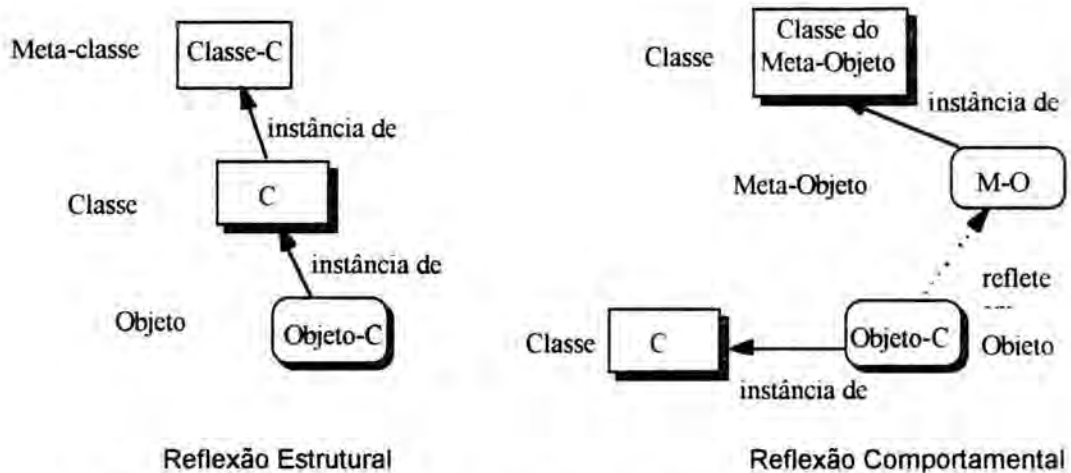 Meta-classe
Classe-C
instância de
Classe
C
instância de
Objeto
Objeto-C
Reflexão Estrutural
Classe
Classe do
Meta-Objeto
instância de
Meta-Objeto
M-O
reflete
Classe
C
Objeto-C
Obieto
instância de
Reflexão Comportamental